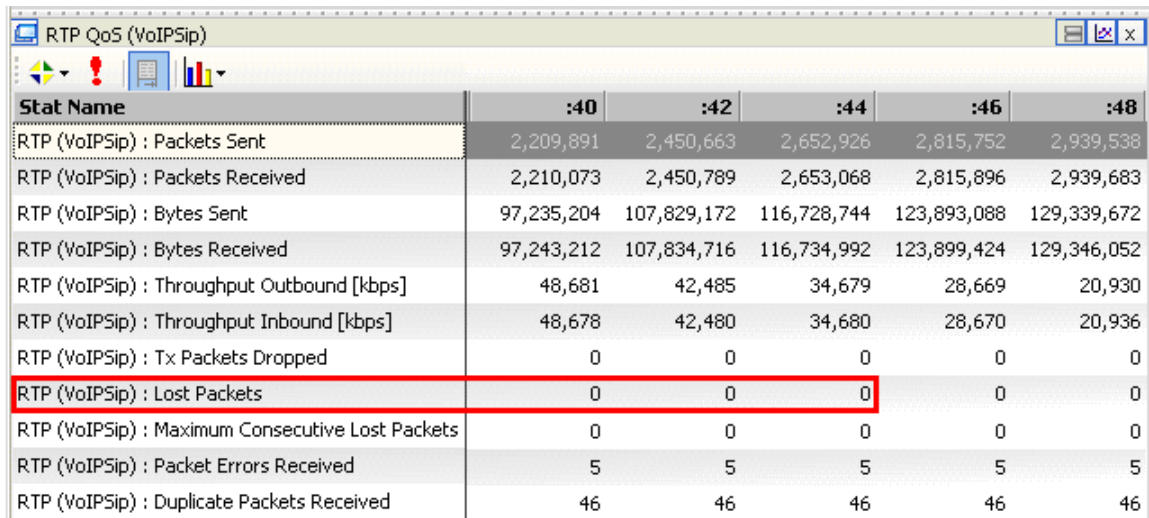 RTP QoS (VoIPSip)
Stat Name :40 :42 :44 :46 :48
RTP (VoIPSip) : Packets Sent 2,209,891 2,450,663 2,652,926 2,815,752 2,939,538
RTP (VoIPSip) : Packets Received 2,210,073 2,450,789 2,653,068 2,815,896 2,939,683
RTP (VoIPSip) : Bytes Sent 97,235,204 107,829,172 116,728,744 123,893,088 129,339,672
RTP (VoIPSip) : Bytes Received 97,243,212 107,834,716 116,734,992 123,899,424 129,346,052
RTP (VoIPSip) : Throughput Outbound [kbps] 48,681 42,485 34,679 28,669 20,930
RTP (VoIPSip) : Throughput Inbound [kbps] 48,678 42,480 34,680 28,670 20,936
RTP (VoIPSip) : Tx Packets Dropped 0 0 0 0 0
RTP (VoIPSip) : Lost Packets 0 0 0 0 0
RTP (VoIPSip) : Maximum Consecutive Lost Packets 0 0 0 0 0
RTP (VoIPSip) : Packet Errors Received 5 5 5 5 5
RTP (VoIPSip) : Duplicate Packets Received 46 46 46 46 46